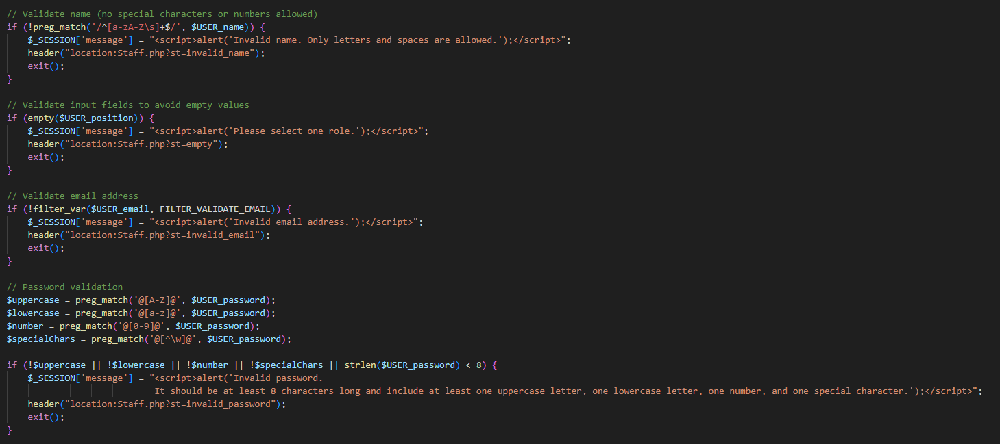 // Validate name (no special characters or numbers allowed)
if (!preg_match('/^[a-zA-Z\s]+$/', $USER_name)) {
    $_SESSION['message'] = "<script>alert('Invalid name. Only letters and spaces are allowed.');</script>";
    header("location:Staff.php?st=invalid_name");
    exit();
}
// Validate input fields to avoid empty values
if (empty($USER_position)) {
    $_SESSION['message'] = "<script>alert('Please select one role.');</script>";
    header("location:Staff.php?st=empty");
    exit();
}
// Validate email address
if (!filter_var($USER_email, FILTER_VALIDATE_EMAIL)) {
    $_SESSION['message'] = "<script>alert('Invalid email address.');</script>";
    header("location:Staff.php?st=invalid_email");
    exit();
}
// Password validation
$uppercase = preg_match('@[A-Z]@', $USER_password);
$lowercase = preg_match('@[a-z]@', $USER_password);
$number = preg_match('@[0-9]@', $USER_password);
$specialChars = preg_match('@[^\w]@', $USER_password);
if (!$uppercase || !$lowercase || !$number || !$specialChars || strlen($USER_password) < 8) {
    $_SESSION['message'] = "<script>alert('Invalid password.
                            It should be at least 8 characters long and include at least one uppercase letter, one lowercase letter, one number, and one special character.');</script>";
    header("location:Staff.php?st=invalid_password");
    exit();
}